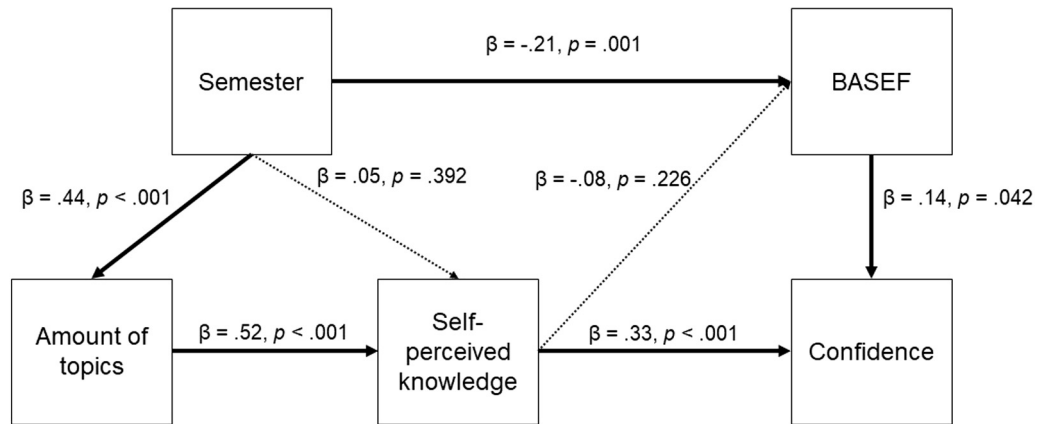 β = -.21, p = .001
Semester
BASEF
β = .44, p < .001
β = .05, p = .392
β = -.08, p = .226
β = .14, p = .042
Amount of
topics
β = .52, p < .001
Self-
perceived
knowledge
β = .33, p < .001
Confidence